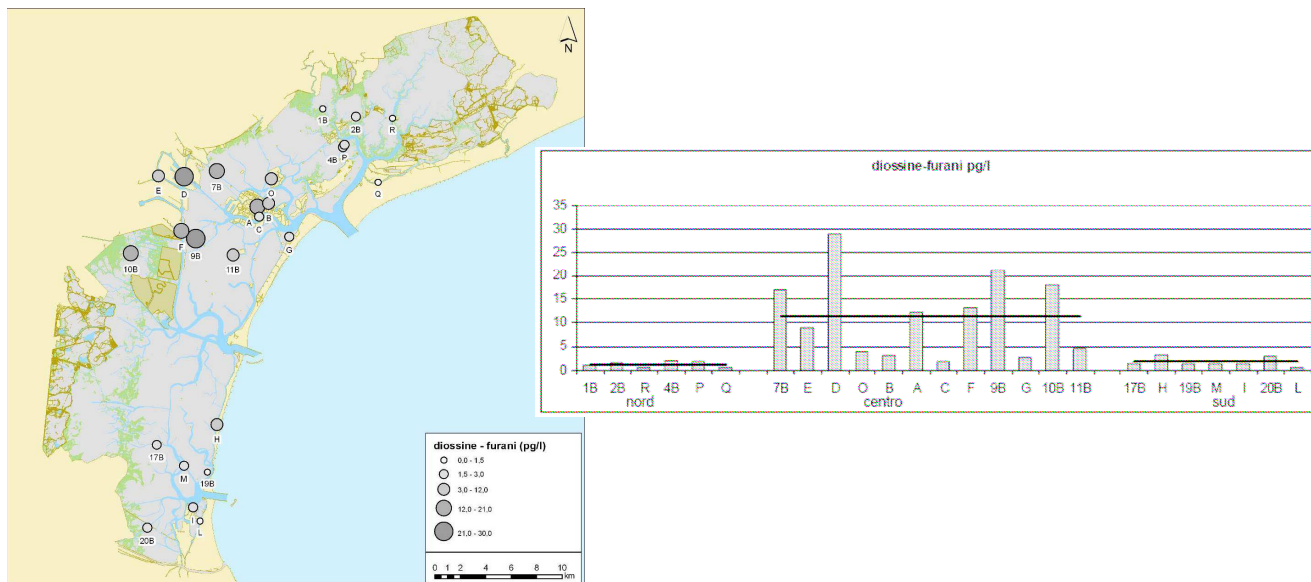 N
1B
2B
R
4B
P
Q
E
D
7B
O
A
B
C
F
9B
G
10B
11B
H
17B
M
19B
I
L
20B
diossine - furani (pg/l)
0,0 - 1,5
1,5 - 3,0
3,0 - 12,0
12,0 - 21,0
21,0 - 30,0
0 1 2 4 6 8 10
km
diossine-furani pg/l
35
30
25
20
15
10
5
0
1B 2B R 4B P Q 7B E D O B A C F 9B G 10B 11B 17B H 19B M I 20B L
nord centro sud